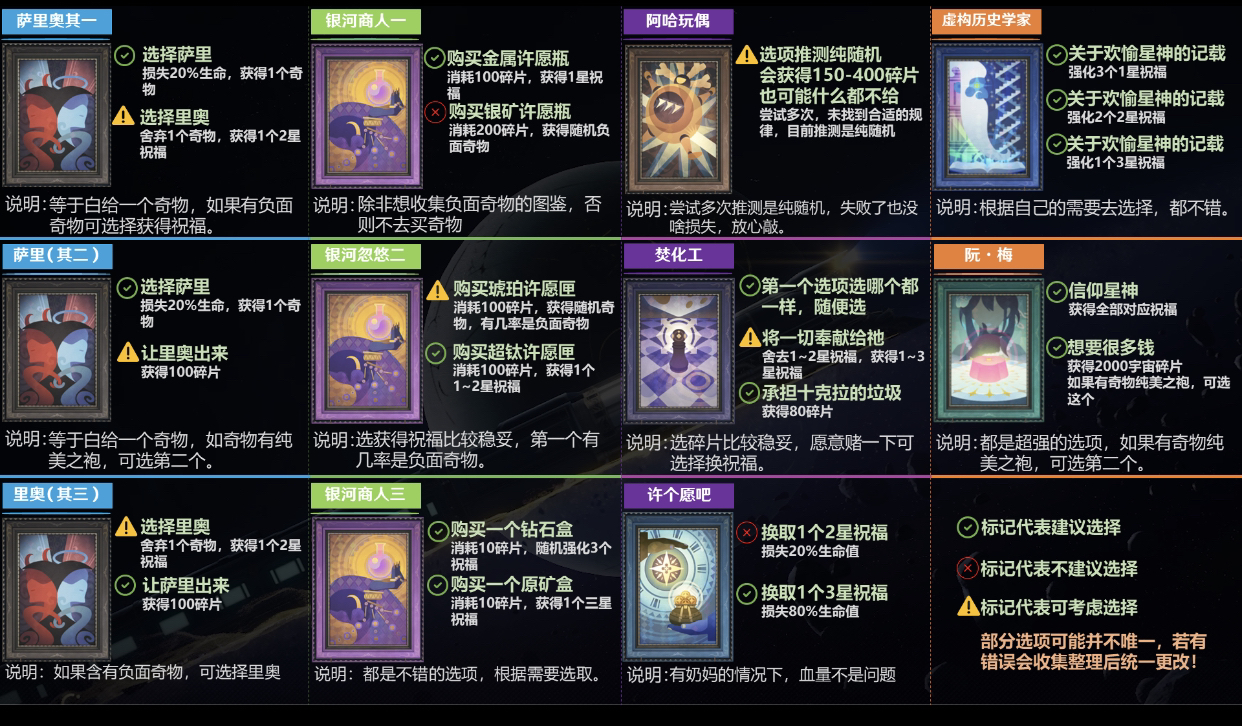 萨里奥其一
选择萨里
损失20%生命，获得1个奇
物
选择里奥
舍弃1个奇物，获得1个2星
祝福
说明:等于白给一个奇物，如果有负面
奇物可选择获得祝福。
银河商人一
购买金属许愿瓶
消耗100碎片，获得1星祝
福
购买银矿许愿瓶
消耗200碎片，获得随机负
面奇物
说明:除非想收集负面奇物的图鉴，否
则不去买奇物
阿哈玩偶
选项推测纯随机
会获得150-400碎片
也可能什么都不给
尝试多次，未找到合适的规
律，目前推测是纯随机
说明:尝试多次推测是纯随机，失败了也没
啥损失，放心敲。
虚构历史学家
关于欢愉星神的记载
强化3个1星祝福
关于欢愉星神的记载
强化2个2星祝福
关于欢愉星神的记载
强化1个3星祝福
说明:根据自己的需要去选择，都不错。
萨里(其二)
选择萨里
损失20%生命，获得1个奇
物
让里奥出来
获得100碎片
说明:等于白给一个奇物，如奇物有纯
美之袍，可选第二个。
银河忽悠二
购买琥珀许愿匣
消耗100碎片，获得随机奇
物，有几率是负面奇物
购买超钛许愿匣
消耗100碎片，获得1个
1~2星祝福
说明:选获得祝福比较稳妥，第一个有
几率是负面奇物。
焚化工
第一个选项选哪个都
一样，随便选
将一切奉献给祂
舍去1~2星祝福，获得1~3
星祝福
承担十克拉的垃圾
获得80碎片
说明:选碎片比较稳妥，愿意赌一下可
选择换祝福。
阮·梅
信仰星神
获得全部对应祝福
想要很多钱
获得2000宇宙碎片
如果有奇物纯美之袍，可选
这个
说明:都是超强的选项，如果有奇物纯
美之袍，可选第二个。
里奥(其三)
选择里奥
舍弃1个奇物，获得1个2星
祝福
让萨里出来
获得100碎片
说明: 如果含有负面奇物，可选择里奥
银河商人三
购买一个钻石盒
消耗10碎片，随机强化3个
祝福
购买一个原矿盒
消耗10碎片，获得1个三星
祝福
说明: 都是不错的选项，根据需要选取。
许个愿吧
换取1个2星祝福
损失20%生命值
换取1个3星祝福
损失80%生命值
说明:有奶妈的情况下，血量不是问题
标记代表建议选择
标记代表不建议选择
标记代表可考虑选择
部分选项可能并不唯一，若有
错误会收集整理后统一更改！